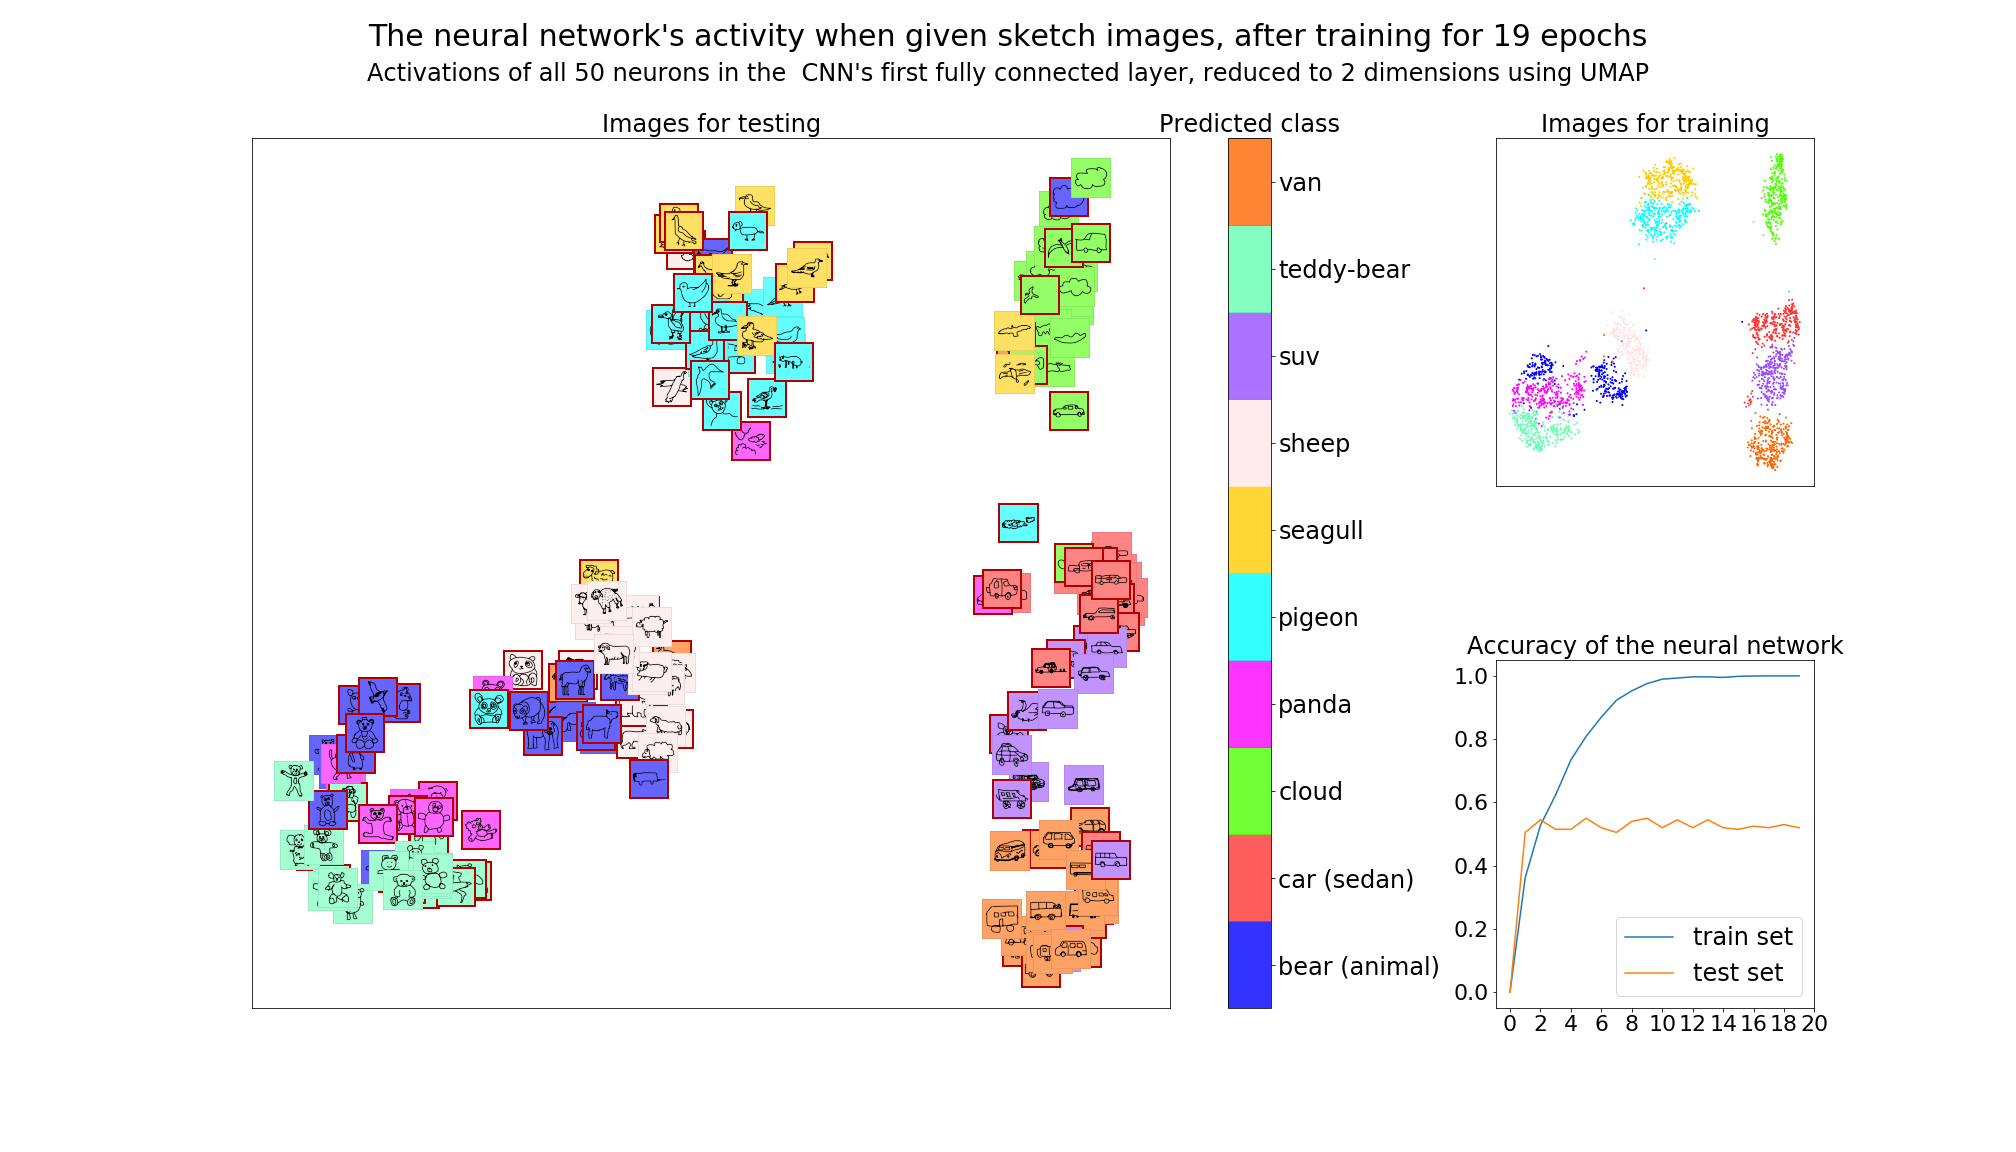 The neural network's activity when given sketch images, after training for 19 epochs
Activations of all 50 neurons in the  CNN's first fully connected layer, reduced to 2 dimensions using UMAP
Images for testing
Predicted class
van
teddy-bear
suv
sheep
seagull
pigeon
panda
cloud
car (sedan)
bear (animal)
Images for training
Accuracy of the neural network
1.0
0.8
0.6
0.4
0.2
0.0
train set
test set
0 2 4 6 8 10 12 14 16 18 20